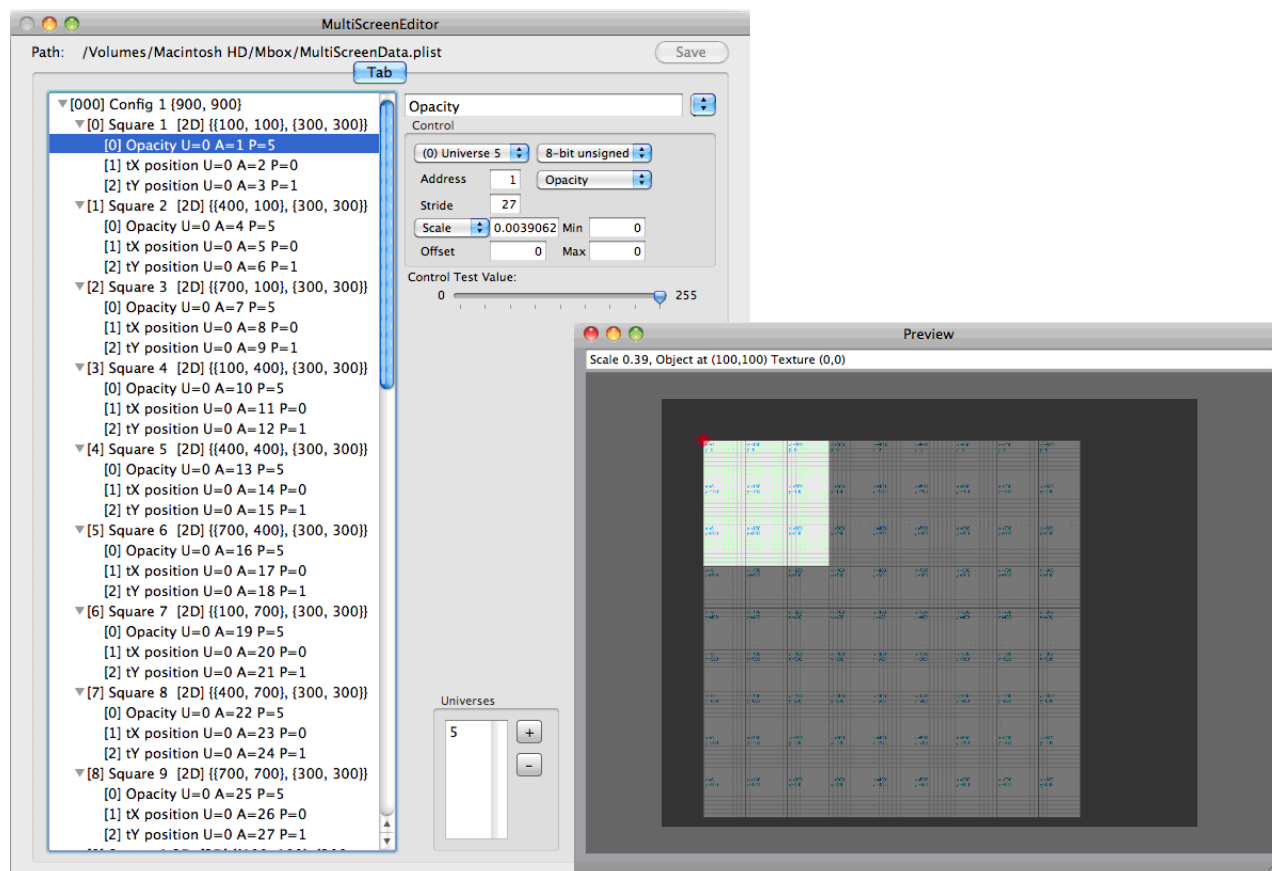 MultiScreenEditor
Path: /Volumes/Macintosh HD/Mbox/MultiScreenData.plist
Save
Tab
[000] Config 1 {900, 900}
[0] Square 1 [2D] {{100, 100}, {300, 300}}
[0] Opacity U=0 A=1 P=5
[1] tX position U=0 A=2 P=0
[2] tY position U=0 A=3 P=1
[1] Square 2 [2D] {{400, 100}, {300, 300}}
[0] Opacity U=0 A=4 P=5
[1] tX position U=0 A=5 P=0
[2] tY position U=0 A=6 P=1
[2] Square 3 [2D] {{700, 100}, {300, 300}}
[0] Opacity U=0 A=7 P=5
[1] tX position U=0 A=8 P=0
[2] tY position U=0 A=9 P=1
[3] Square 4 [2D] {{100, 400}, {300, 300}}
[0] Opacity U=0 A=10 P=5
[1] tX position U=0 A=11 P=0
[2] tY position U=0 A=12 P=1
[4] Square 5 [2D] {{400, 400}, {300, 300}}
[0] Opacity U=0 A=13 P=5
[1] tX position U=0 A=14 P=0
[2] tY position U=0 A=15 P=1
[5] Square 6 [2D] {{700, 400}, {300, 300}}
[0] Opacity U=0 A=16 P=5
[1] tX position U=0 A=17 P=0
[2] tY position U=0 A=18 P=1
[6] Square 7 [2D] {{100, 700}, {300, 300}}
[0] Opacity U=0 A=19 P=5
[1] tX position U=0 A=20 P=0
[2] tY position U=0 A=21 P=1
[7] Square 8 [2D] {{400, 700}, {300, 300}}
[0] Opacity U=0 A=22 P=5
[1] tX position U=0 A=23 P=0
[2] tY position U=0 A=24 P=1
[8] Square 9 [2D] {{700, 700}, {300, 300}}
[0] Opacity U=0 A=25 P=5
[1] tX position U=0 A=26 P=0
[2] tY position U=0 A=27 P=1
Opacity
Control
(0) Universe 5 8-bit unsigned
Address 1 Opacity
Stride 27
Scale 0.0039062 Min 0
Offset 0 Max 0
Control Test Value:
0 255
Universes
5
+
-
Preview
Scale 0.39, Object at (100,100) Texture (0,0)